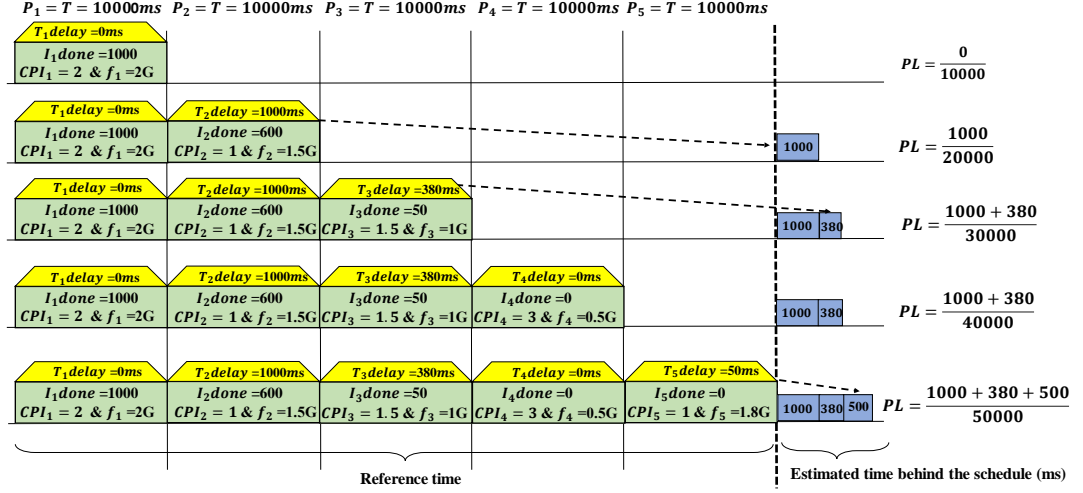 P₁ = T = 10000ms P₂ = T = 10000ms P₃ = T = 10000ms P₄ = T = 10000ms P₅ = T = 10000ms
T₁delay =0ms
I₁done =1000
CPI₁ = 2 & f₁ =2G
PL = 0/10000
T₁delay =0ms T₂delay =1000ms
I₁done =1000 I₂done =600
CPI₁ = 2 & f₁ =2G CPI₂ = 1 & f₂ =1.5G
1000
PL = 1000/20000
T₁delay =0ms T₂delay =1000ms T₃delay =380ms
I₁done =1000 I₂done =600 I₃done =50
CPI₁ = 2 & f₁ =2G CPI₂ = 1 & f₂ =1.5G CPI₃ = 1.5 & f₃ =1G
1000 380
PL = 1000 + 380/30000
T₁delay =0ms T₂delay =1000ms T₃delay =380ms T₄delay =0ms
I₁done =1000 I₂done =600 I₃done =50 I₄done =0
CPI₁ = 2 & f₁ =2G CPI₂ = 1 & f₂ =1.5G CPI₃ = 1.5 & f₃ =1G CPI₄ = 3 & f₄ =0.5G
1000 380
PL = 1000 + 380/40000
T₁delay =0ms T₂delay =1000ms T₃delay =380ms T₄delay =0ms T₅delay =50ms
I₁done =1000 I₂done =600 I₃done =50 I₄done =0 I₅done =0
CPI₁ = 2 & f₁ =2G CPI₂ = 1 & f₂ =1.5G CPI₃ = 1.5 & f₃ =1G CPI₄ = 3 & f₄ =0.5G CPI₅ = 1 & f₅ =1.8G
1000 380 500
PL = 1000 + 380 + 500/50000
Reference time
Estimated time behind the schedule (ms)